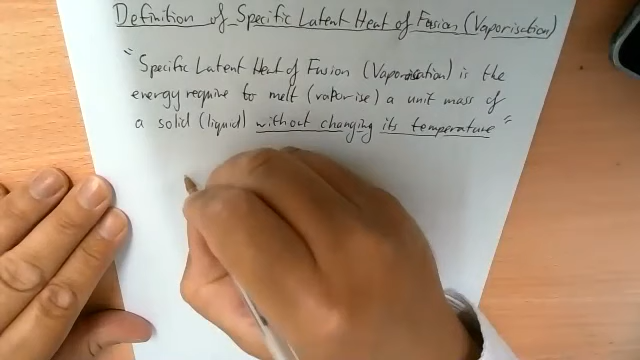 Definition of Specific Latent Heat of Fusion (Vaporisation)
"Specific Latent Heat of Fusion (Vaporisation) is the
energy require to melt (vaporise) a unit mass of
a solid (liquid) without changing its temperature"